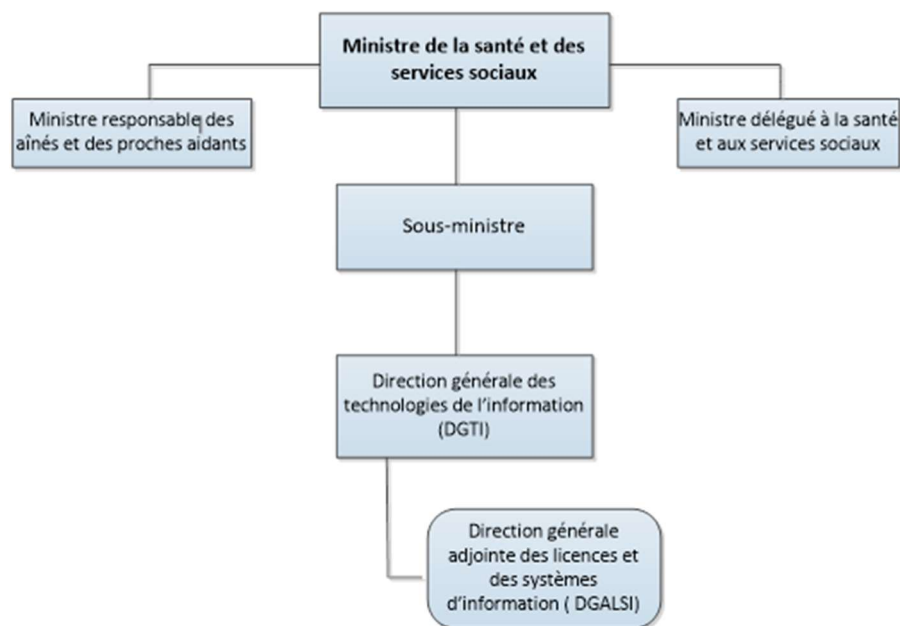 Ministre de la santé et des
services sociaux
Ministre responsable des
aînés et des proches aidants
Ministre délégué à la santé
et aux services sociaux
Sous-ministre
Direction générale des
technologies de l'information
(DGTI)
Direction générale
adjointe des licences et
des systèmes
d'information ( DGALSI)